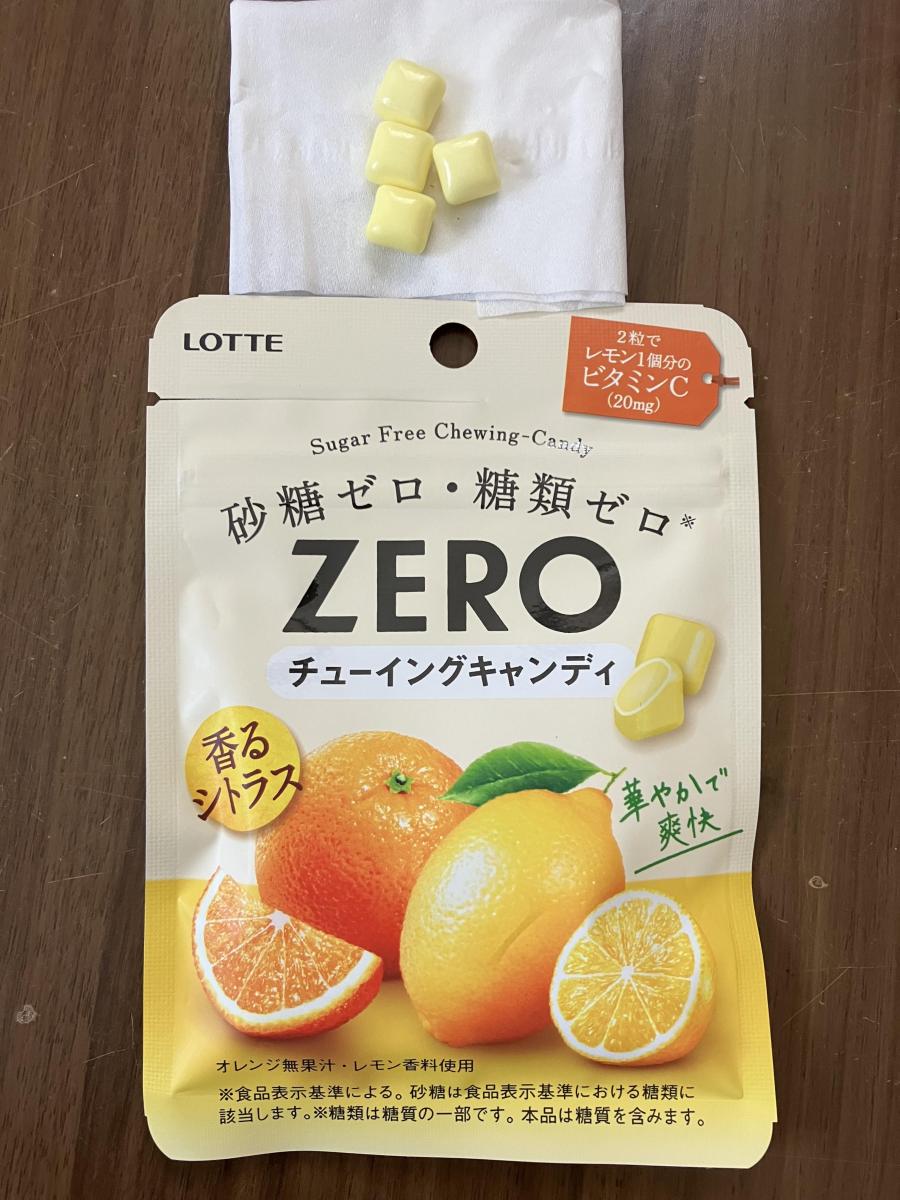 LOTTE
2粒で
レモン1個分の
ビタミンC
(20mg)
Sugar Free Chewing-Candy
砂糖ゼロ・糖類ゼロ※
ZERO
チューイングキャンディ
香る
シトラス
華やかで
爽快
オレンジ無果汁・レモン香料使用
※食品表示基準による。砂糖は食品表示基準における糖類に
該当します。※糖類は糖質の一部です。本品は糖質を含みます。